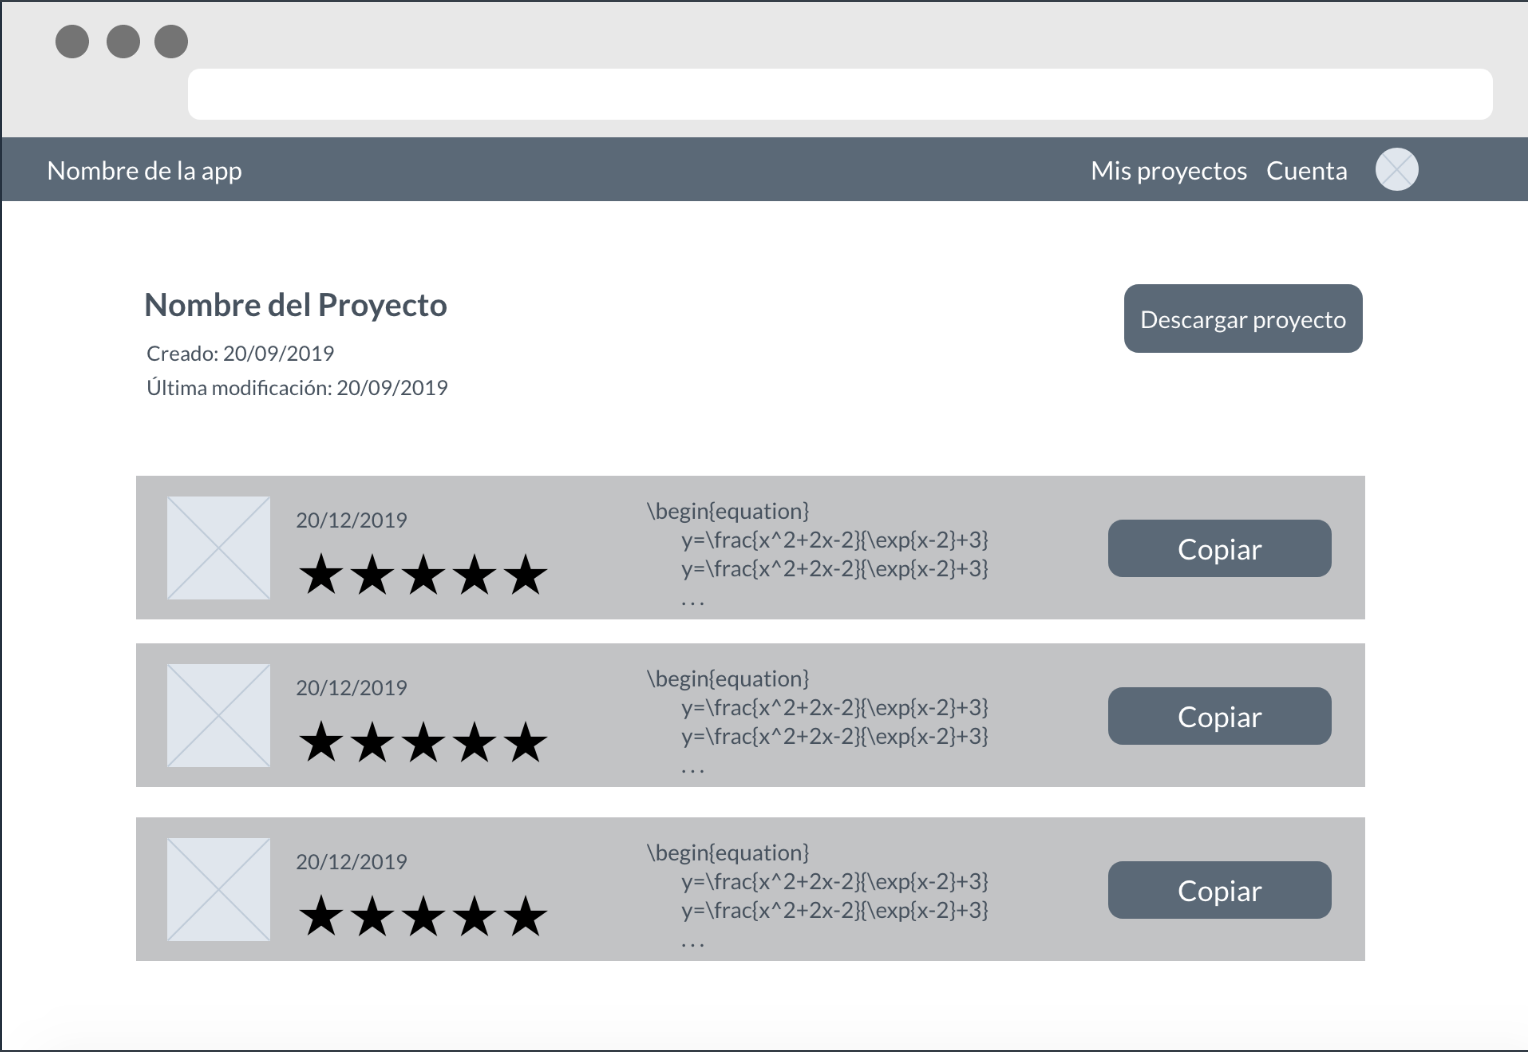 Nombre de la app
Mis proyectos Cuenta
Nombre del Proyecto
Descargar proyecto
Creado: 20/09/2019
Última modificación: 20/09/2019
20/12/2019
\begin{equation}
y=\frac{x^2+2x-2}{\exp{x-2}+3}
y=\frac{x^2+2x-2}{\exp{x-2}+3}
...
Copiar
20/12/2019
\begin{equation}
y=\frac{x^2+2x-2}{\exp{x-2}+3}
y=\frac{x^2+2x-2}{\exp{x-2}+3}
...
Copiar
20/12/2019
\begin{equation}
y=\frac{x^2+2x-2}{\exp{x-2}+3}
y=\frac{x^2+2x-2}{\exp{x-2}+3}
...
Copiar